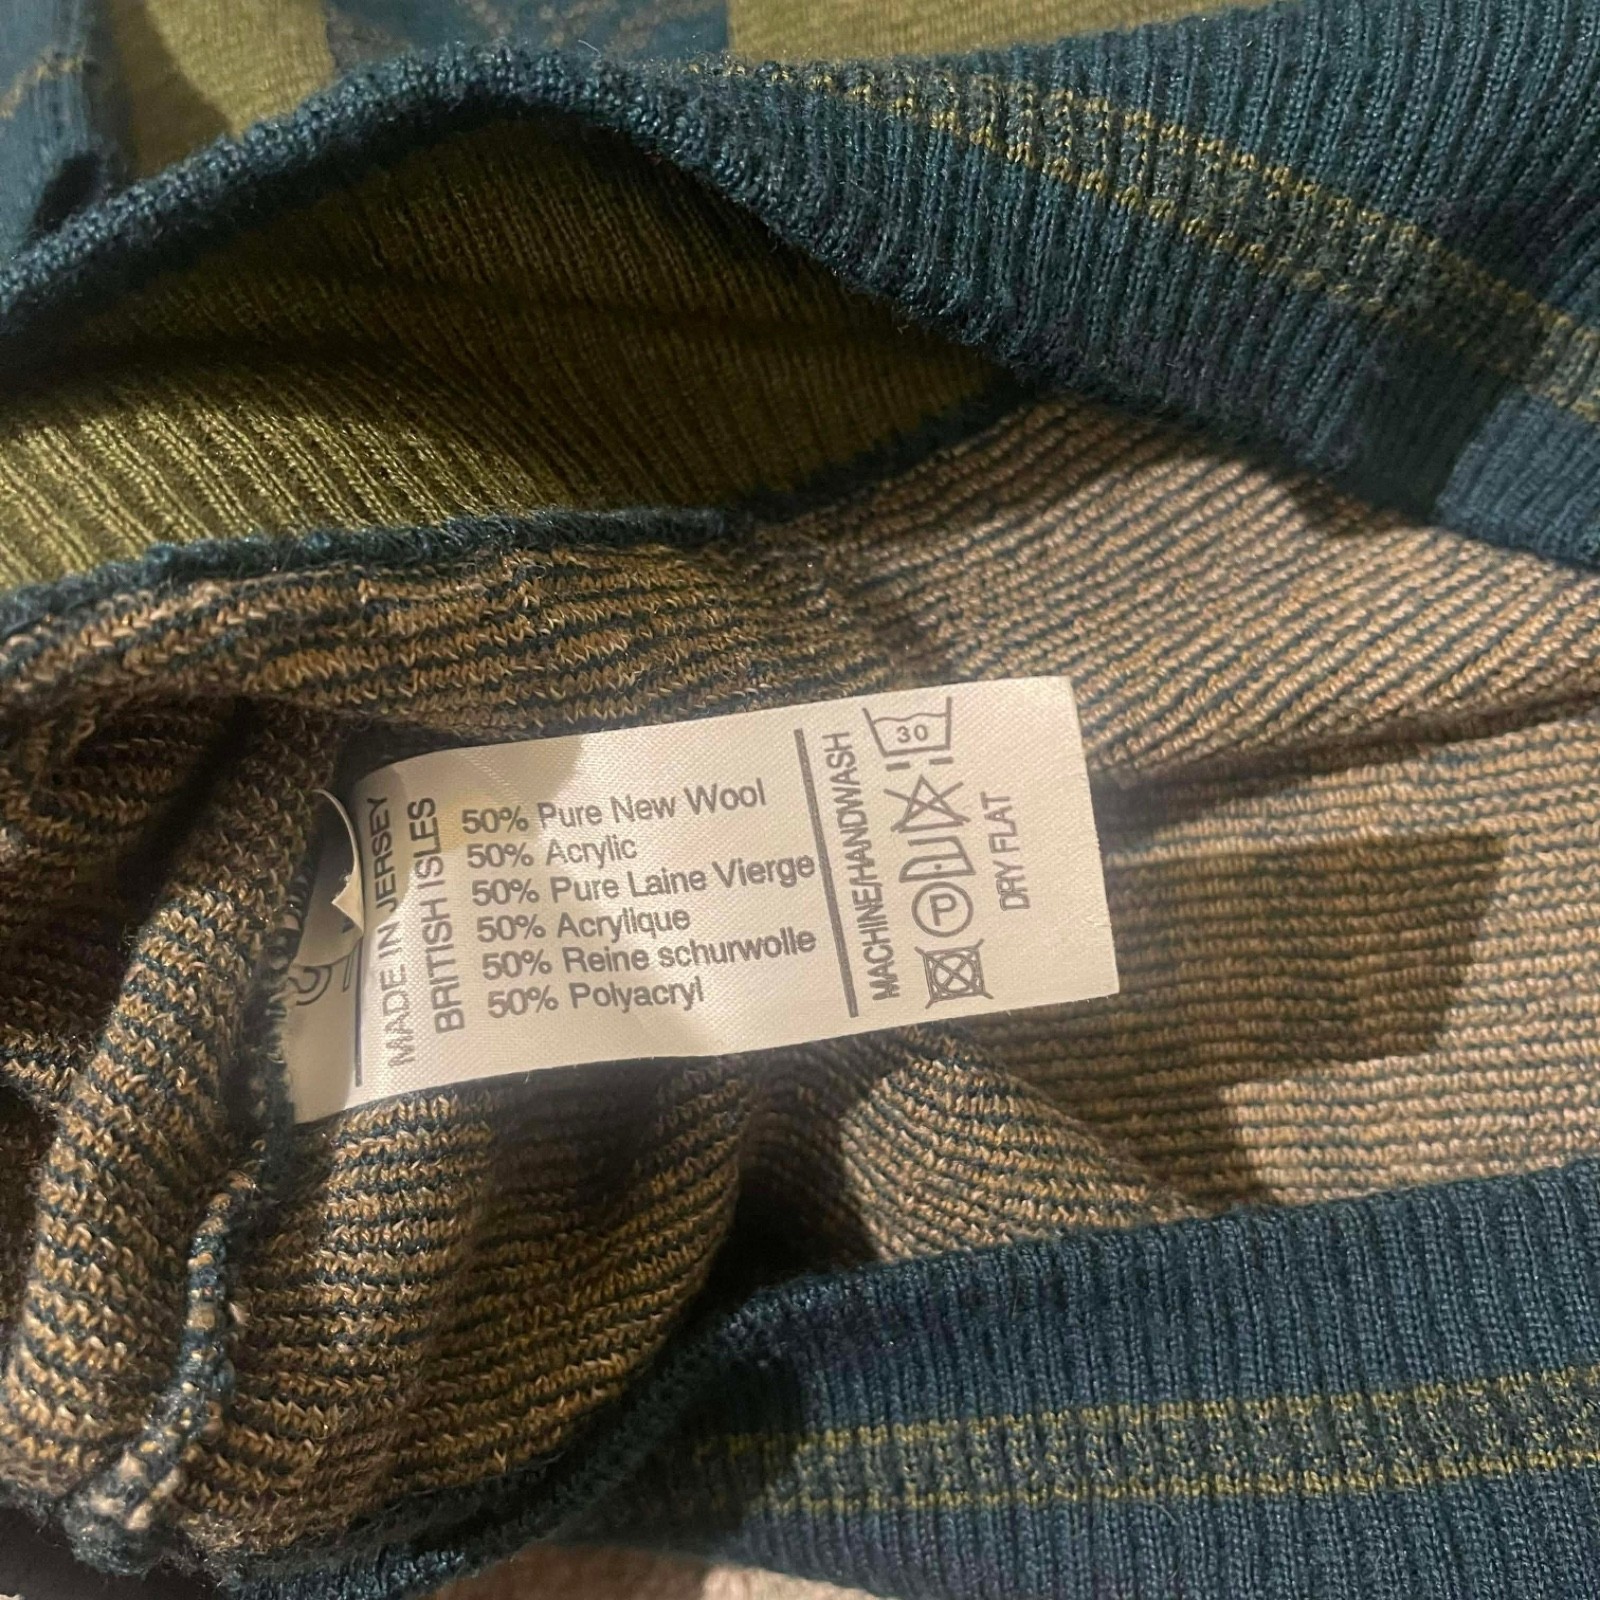 MADE IN JERSEY
BRITISH ISLES
50% Pure New Wool
50% Acrylic
50% Pure Laine Vierge
50% Acrylique
50% Reine schurwolle
50% Polyacryl
MACHINE/HANDWASH
30
P
DRY FLAT